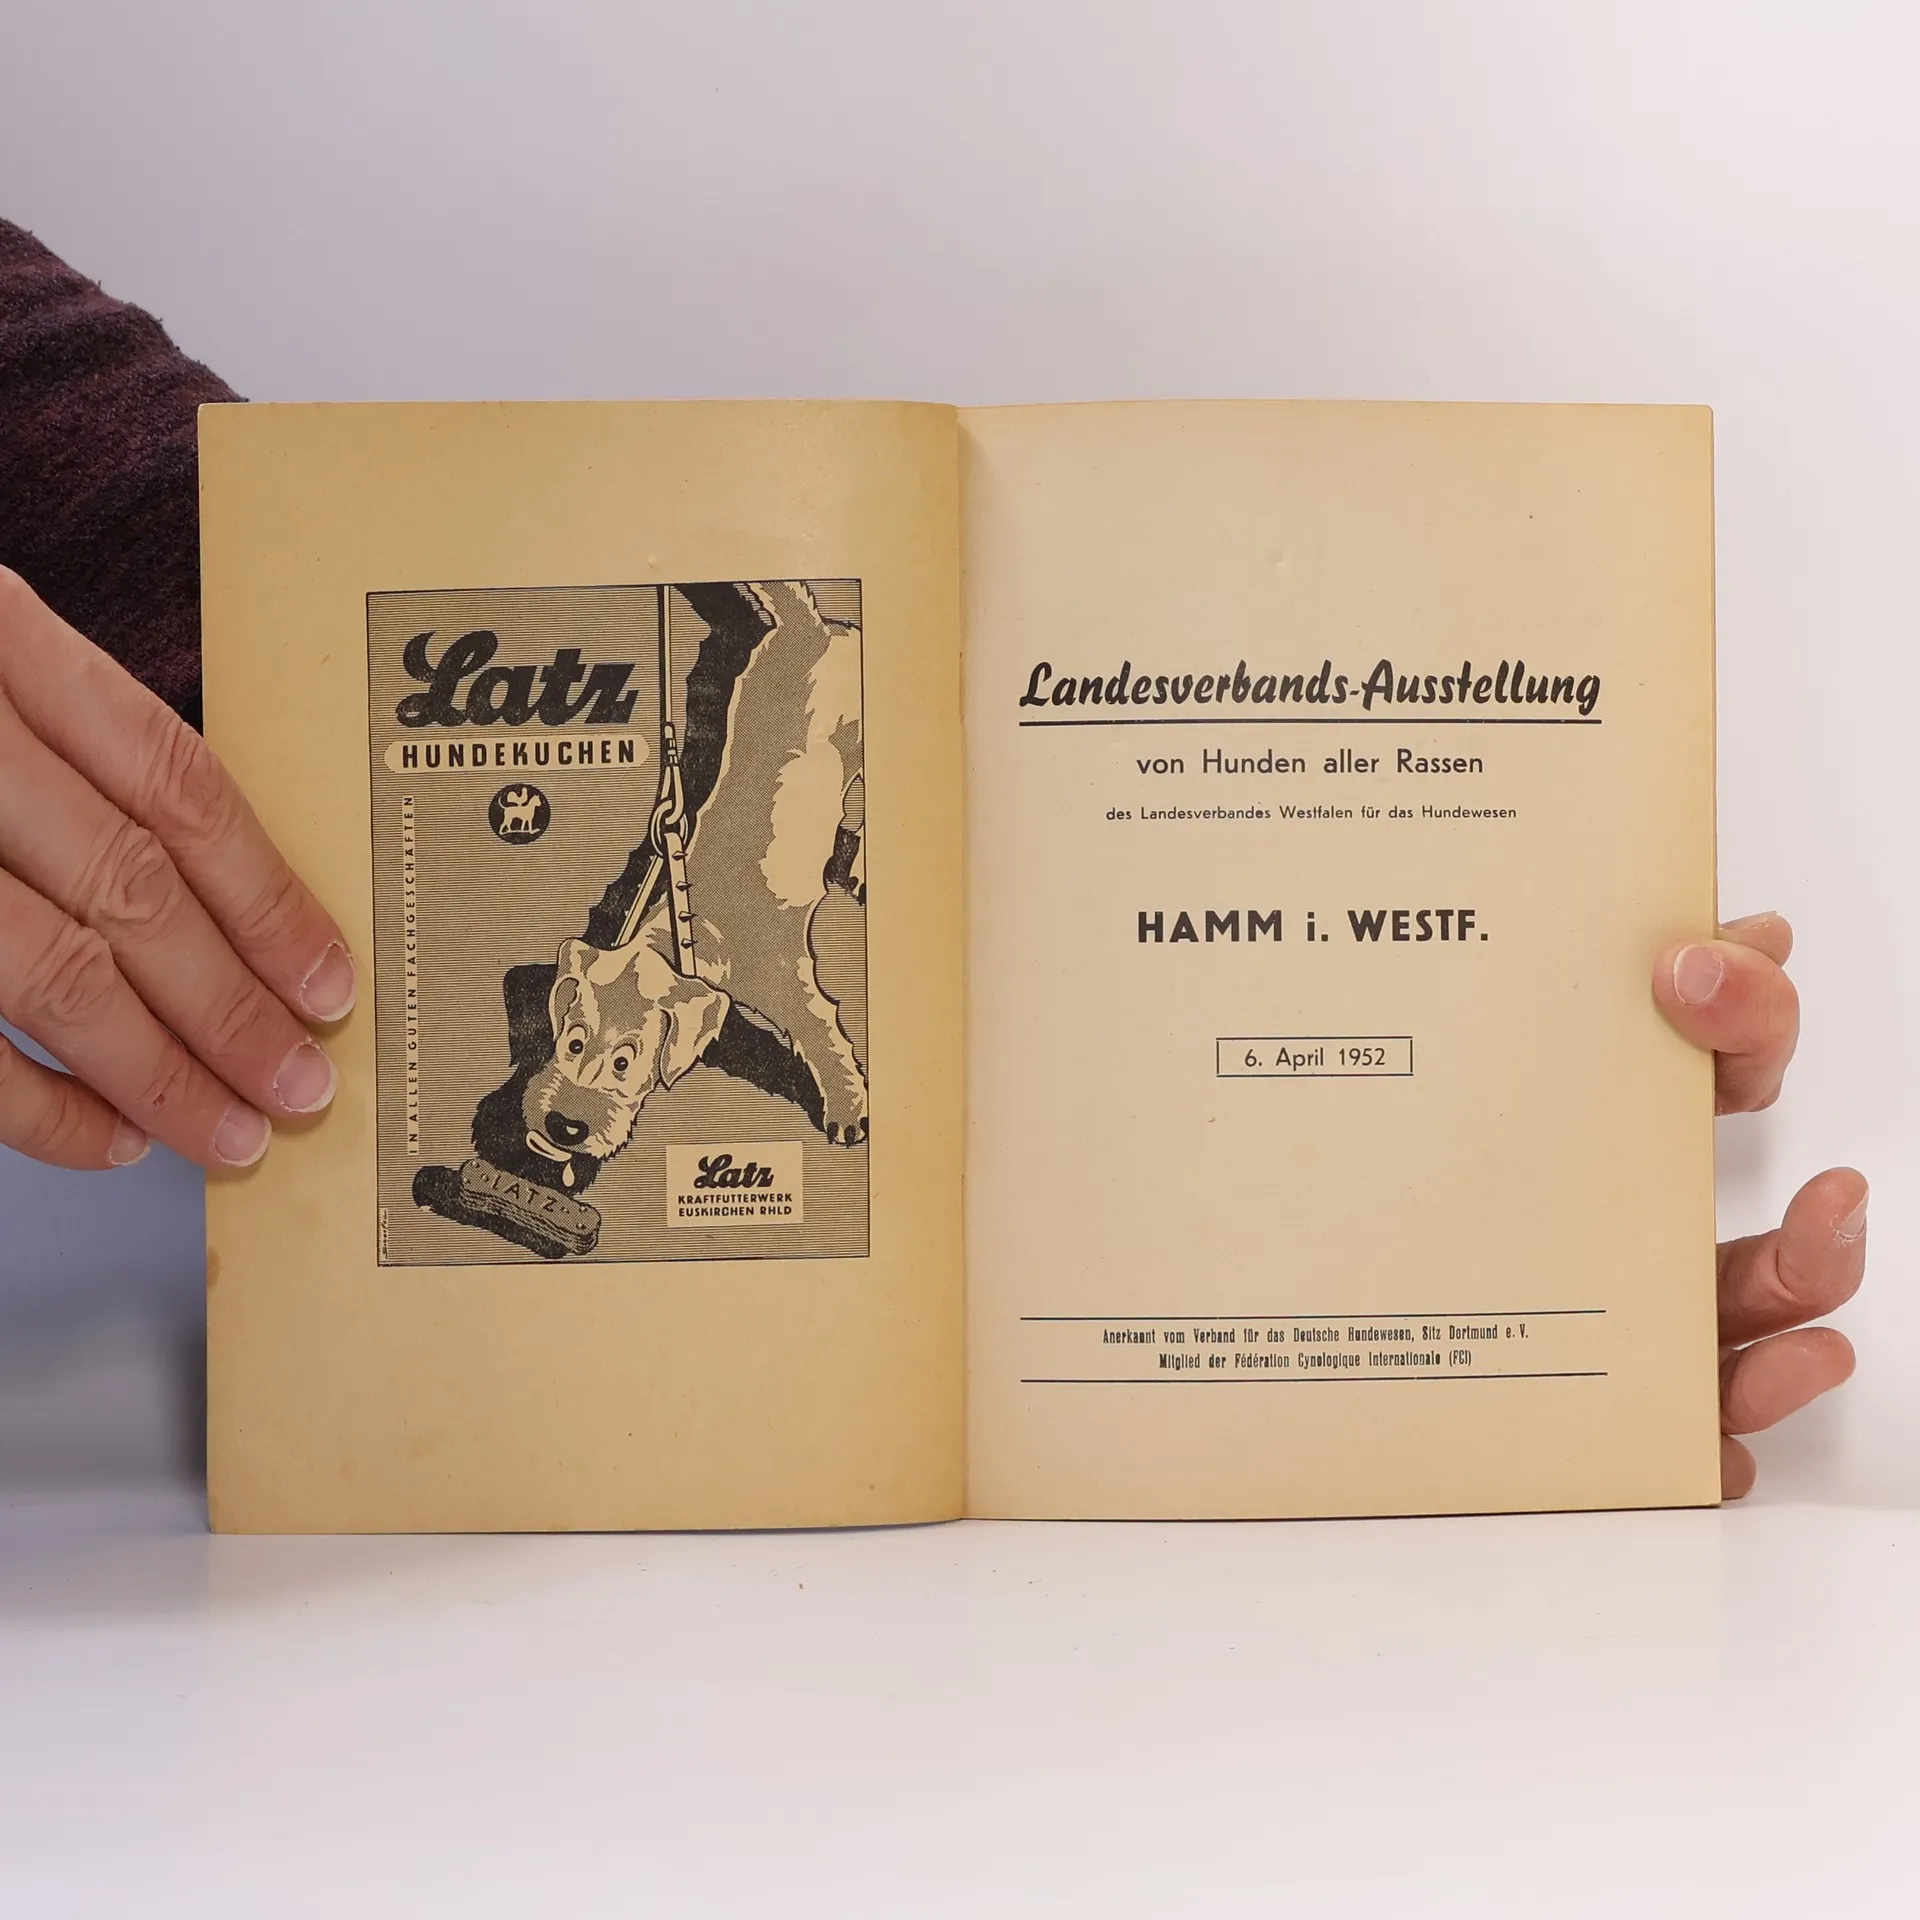 Latz
HUNDEKUCHEN
IN ALLEN GUTEN FACHGESCHÄFTEN
LATZ
Latz
KRAFTFUTTERWERK
EUSKIRCHEN RHLD
Landesverbands-Ausstellung
von Hunden aller Rassen
des Landesverbandes Westfalen für das Hundewesen
HAMM i. WESTF.
6. April 1952
Anerkannt vom Verband für das Deutsche Hundewesen, Sitz Dortmund e. V.
Mitglied der Fédération Cynologique Internationale (FCI)